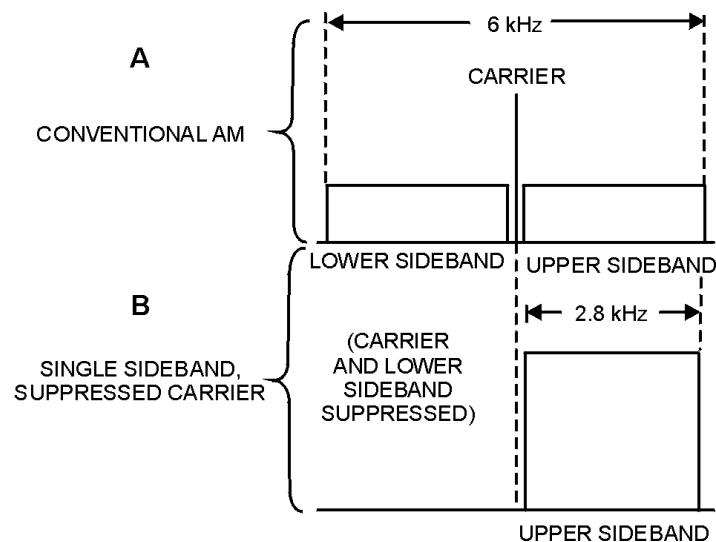 6 kHz
A
CARRIER
CONVENTIONAL AM
LOWER SIDEBAND
UPPER SIDEBAND
B
2.8 kHz
SINGLE SIDEBAND,
SUPPRESSED CARRIER
(CARRIER
AND LOWER
SIDEBAND
SUPPRESSED)
UPPER SIDEBAND